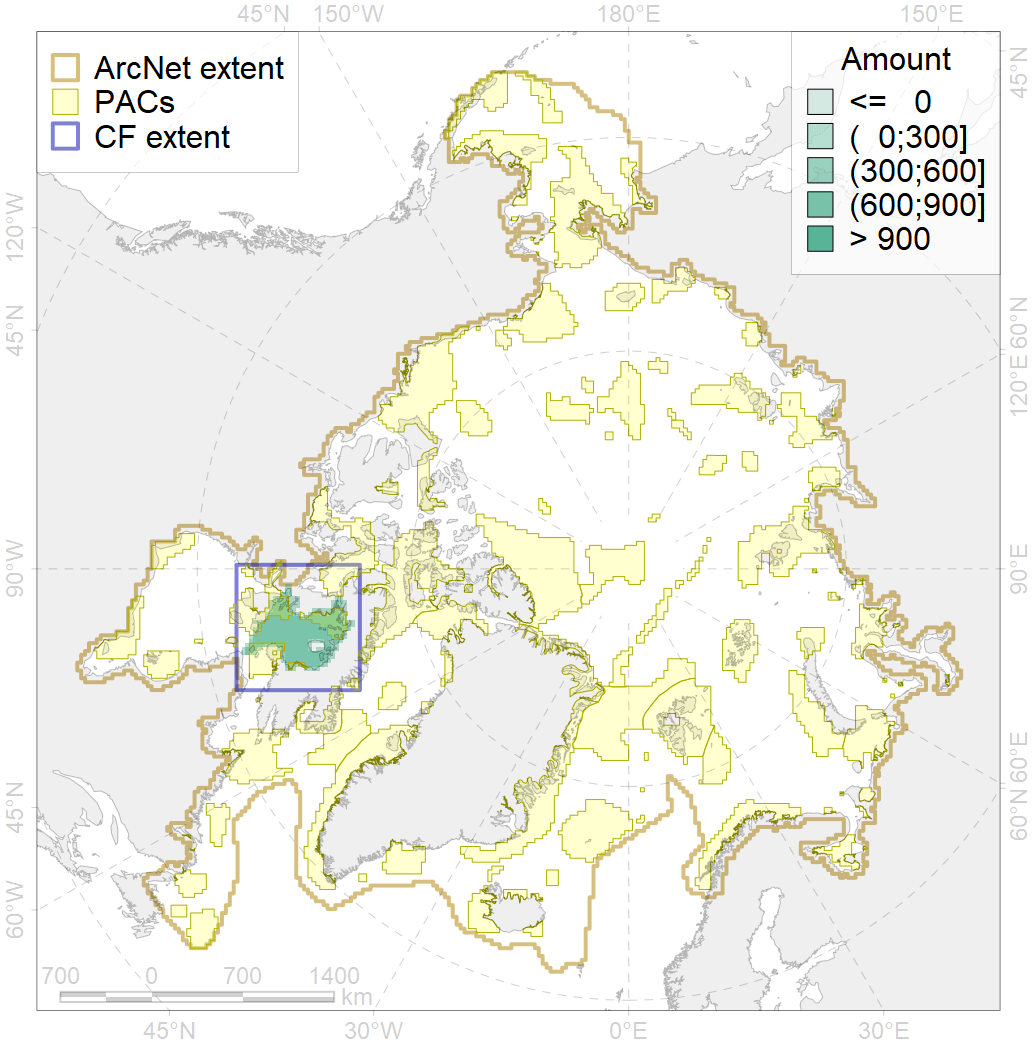 45°N 150°W 180°E 150°E
ArcNet extent
PACs
CF extent
Amount
<= 0
( 0;300]
(300;600]
(600;900]
> 900
45°N
120°W
45°N
60°N
120°E
90°W
90°E
45°N
60°N
60°W
60°E
700 0 700 1400
km
45°N 30°W 0°E 30°E